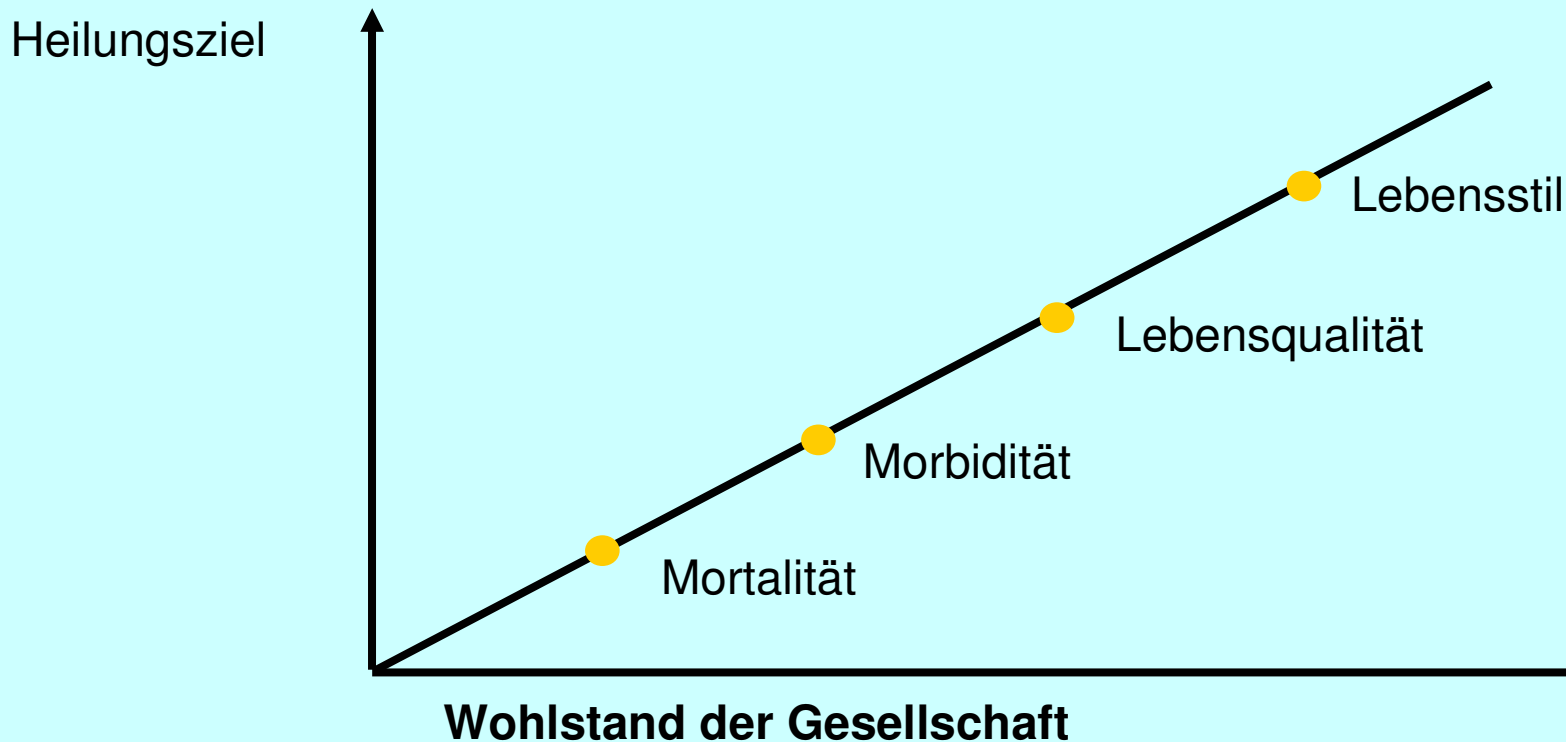 Heilungsziel
Lebensstil
Lebensqualität
Morbidität
Mortalität
Wohlstand der Gesellschaft